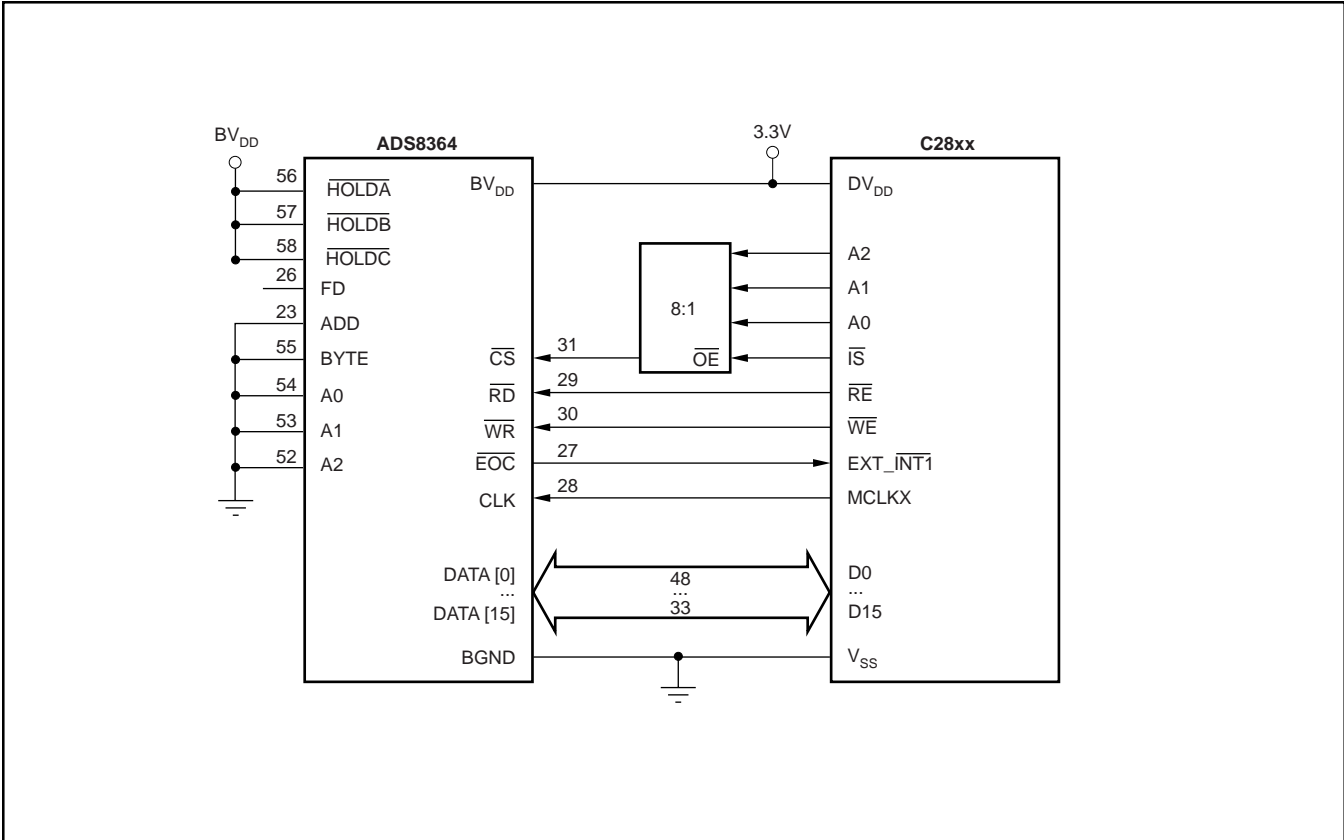 BVDD
3.3V
ADS8364
C28xx
56
HOLDA
BVDD
DVDD
57
HOLDB
58
HOLDC
A2
26
FD
A1
8:1
23
ADD
A0
55
BYTE
CS
31
OE
IS
54
A0
RD
29
RE
53
A1
WR
30
WE
52
A2
EOC
27
EXT_INT1
CLK
28
MCLKX
DATA [0]
...
DATA [15]
48
...
33
D0
...
D15
BGND
VSS